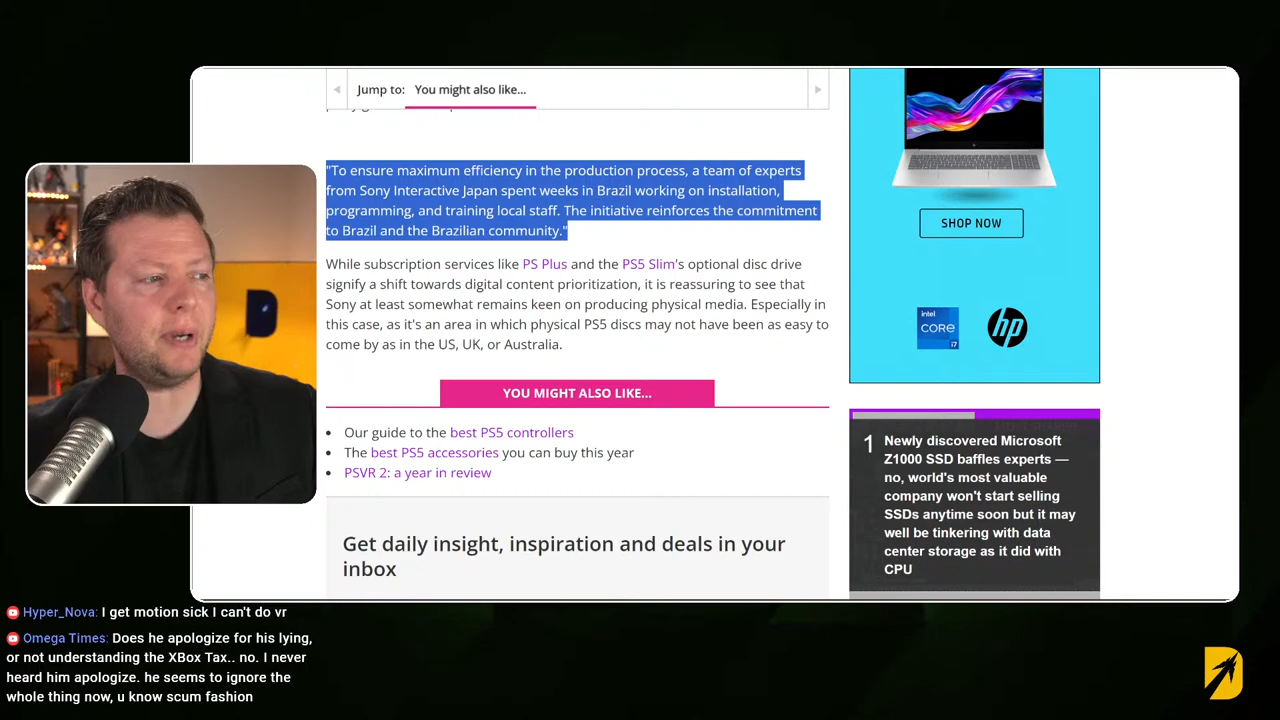 Jump to: You might also like...
"To ensure maximum efficiency in the production process, a team of experts
from Sony Interactive Japan spent weeks in Brazil working on installation,
programming, and training local staff. The initiative reinforces the commitment
to Brazil and the Brazilian community."
While subscription services like PS Plus and the PS5 Slim's optional disc drive
signify a shift towards digital content prioritization, it is reassuring to see that
Sony at least somewhat remains keen on producing physical media. Especially in
this case, as it's an area in which physical PS5 discs may not have been as easy to
come by as in the US, UK, or Australia.
YOU MIGHT ALSO LIKE...
• Our guide to the best PS5 controllers
• The best PS5 accessories you can buy this year
• PSVR 2: a year in review
Get daily insight, inspiration and deals in your
inbox
SHOP NOW
intel
CORE
i7
hp
1
Newly discovered Microsoft
Z1000 SSD baffles experts —
no, world's most valuable
company won't start selling
SSDs anytime soon but it may
well be tinkering with data
center storage as it did with
CPU
Hyper_Nova: I get motion sick I can't do vr
Omega Times: Does he apologize for his lying,
or not understanding the XBox Tax.. no. I never
heard him apologize. he seems to ignore the
whole thing now, u know scum fashion